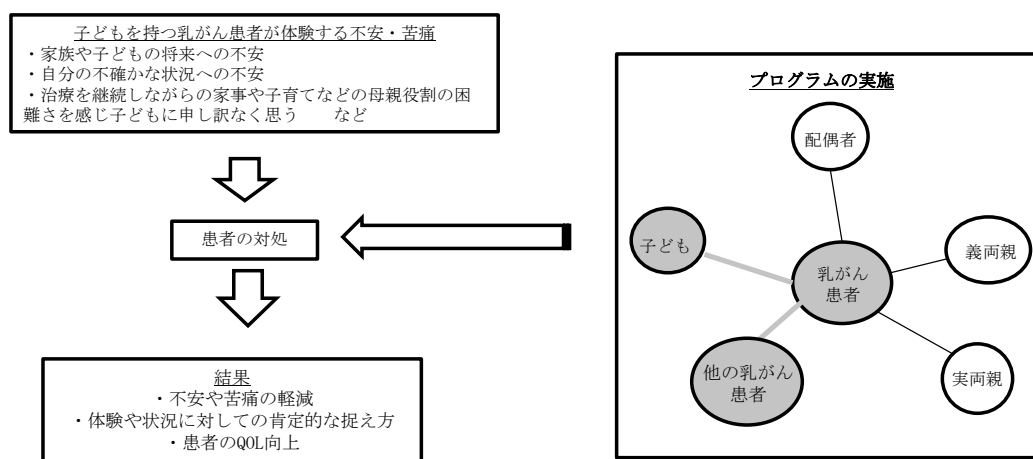 子どもを持つ乳がん患者が体験する不安・苦痛
・家族や子どもの将来への不安
・自分の不確かな状況への不安
・治療を継続しながらの家事や子育てなどの母親役割の困
難さを感じ子どもに申し訳なく思う　　など
患者の対処
結果
・不安や苦痛の軽減
・体験や状況に対しての肯定的な捉え方
・患者のQOL向上
プログラムの実施
配偶者
子ども
乳がん
患者
義両親
他の乳がん
患者
実両親